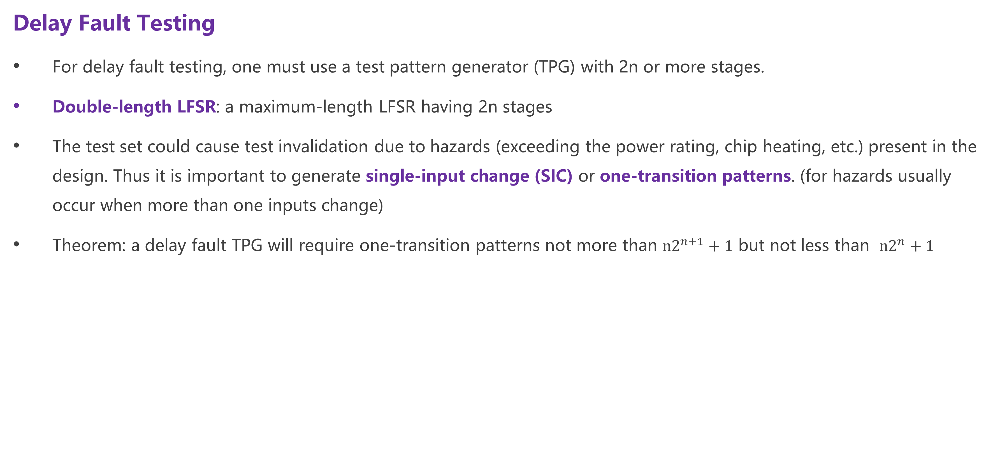 Delay Fault Testing
• For delay fault testing, one must use a test pattern generator (TPG) with 2n or more stages.
• Double-length LFSR: a maximum-length LFSR having 2n stages
• The test set could cause test invalidation due to hazards (exceeding the power rating, chip heating, etc.) present in the
design. Thus it is important to generate single-input change (SIC) or one-transition patterns. (for hazards usually
occur when more than one inputs change)
• Theorem: a delay fault TPG will require one-transition patterns not more than n2ⁿ⁺¹ + 1 but not less than n2ⁿ + 1